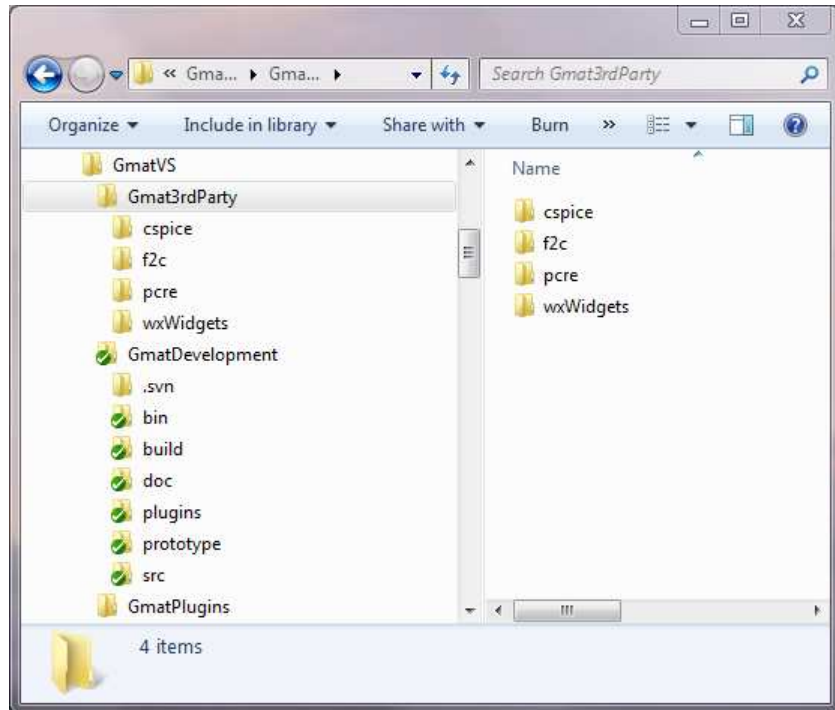 « Gma... ▸ Gma... ▸
Search Gmat3rdParty
Organize Include in library Share with Burn »
GmatVS
Gmat3rdParty
cspice
f2c
pcre
wxWidgets
GmatDevelopment
.svn
bin
build
doc
plugins
prototype
src
GmatPlugins
Name
cspice
f2c
pcre
wxWidgets
4 items